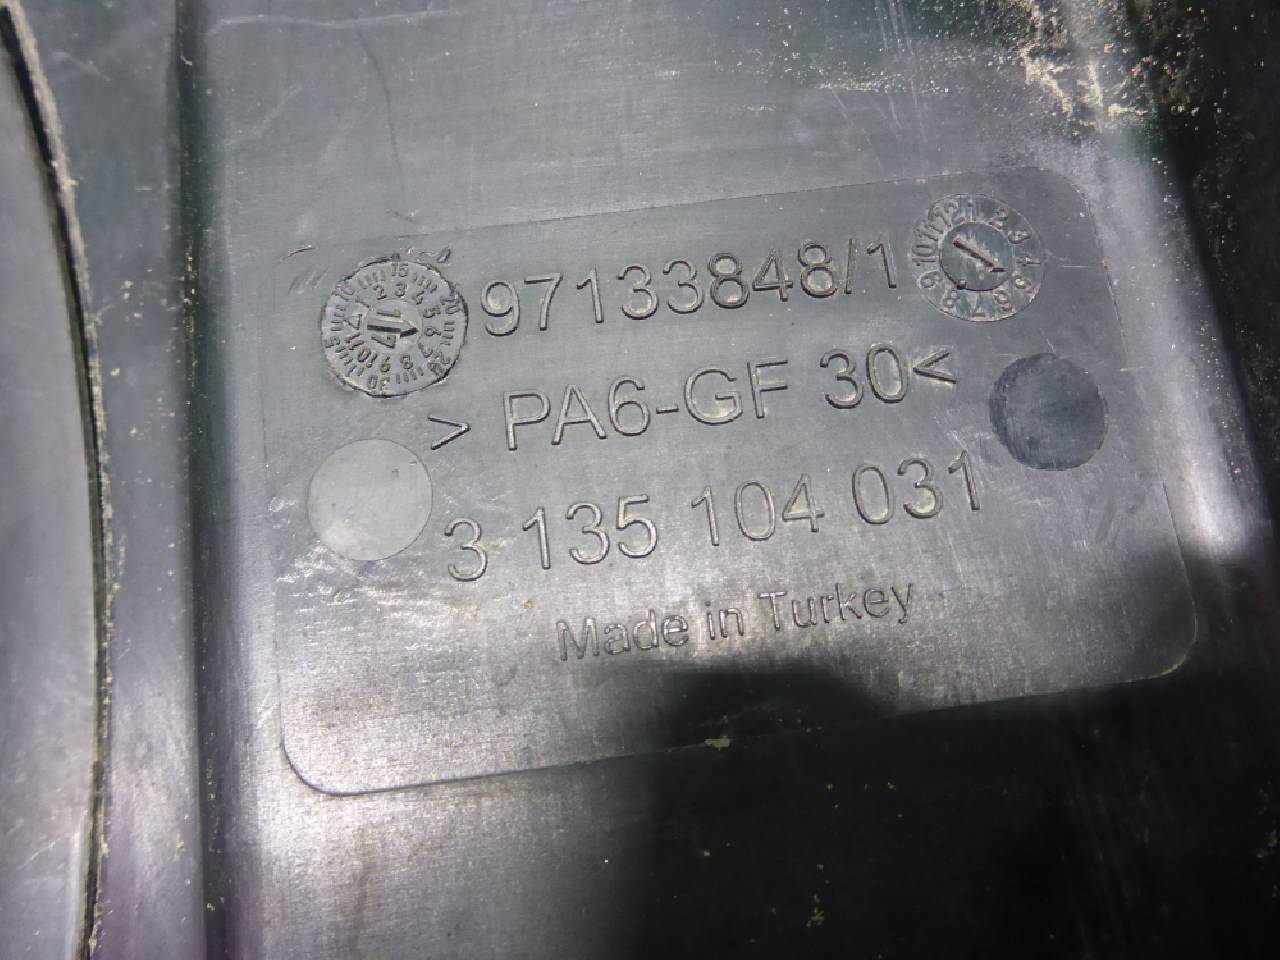 97133848/1
> PA6-GF 30<
3 135 104 031
Made in Turkey